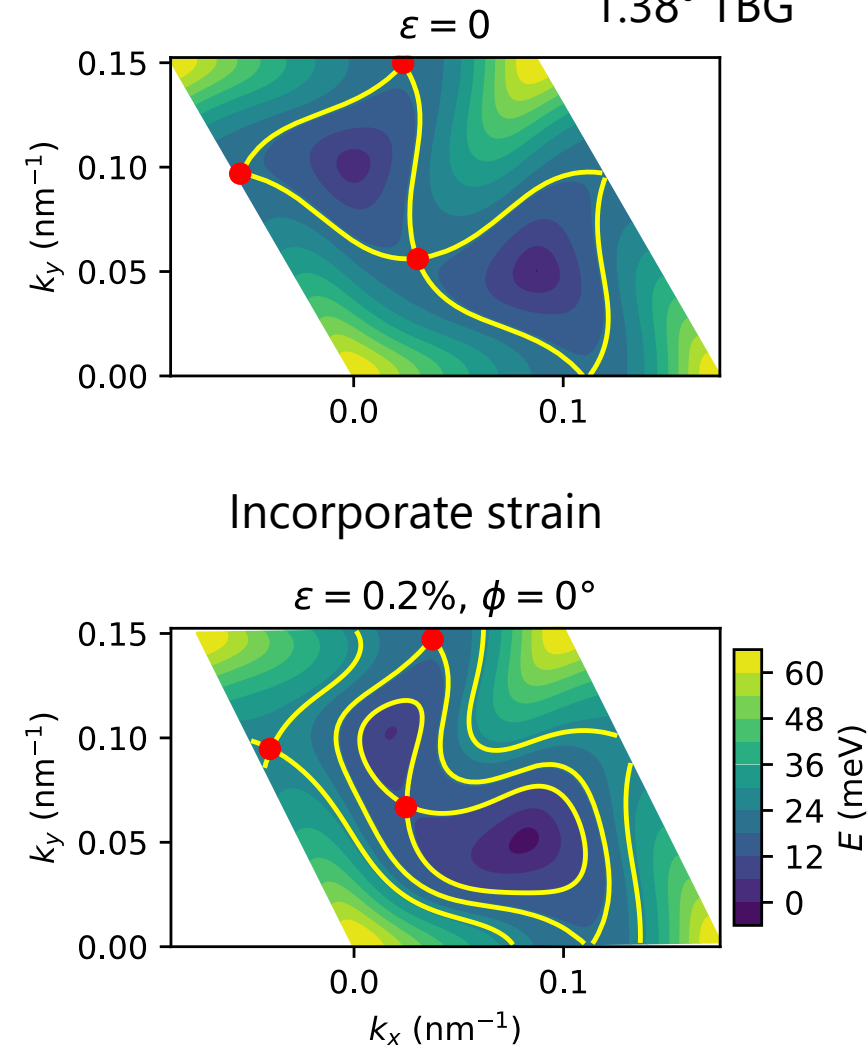 1.38° TBG
ε = 0
0.15
0.10
0.05
0.00
k_y (nm⁻¹)
0.0 0.1
Incorporate strain
ε = 0.2%, ϕ = 0°
0.15
0.10
0.05
0.00
k_y (nm⁻¹)
0.0 0.1
k_x (nm⁻¹)
60
48
36
24
12
0
E (meV)